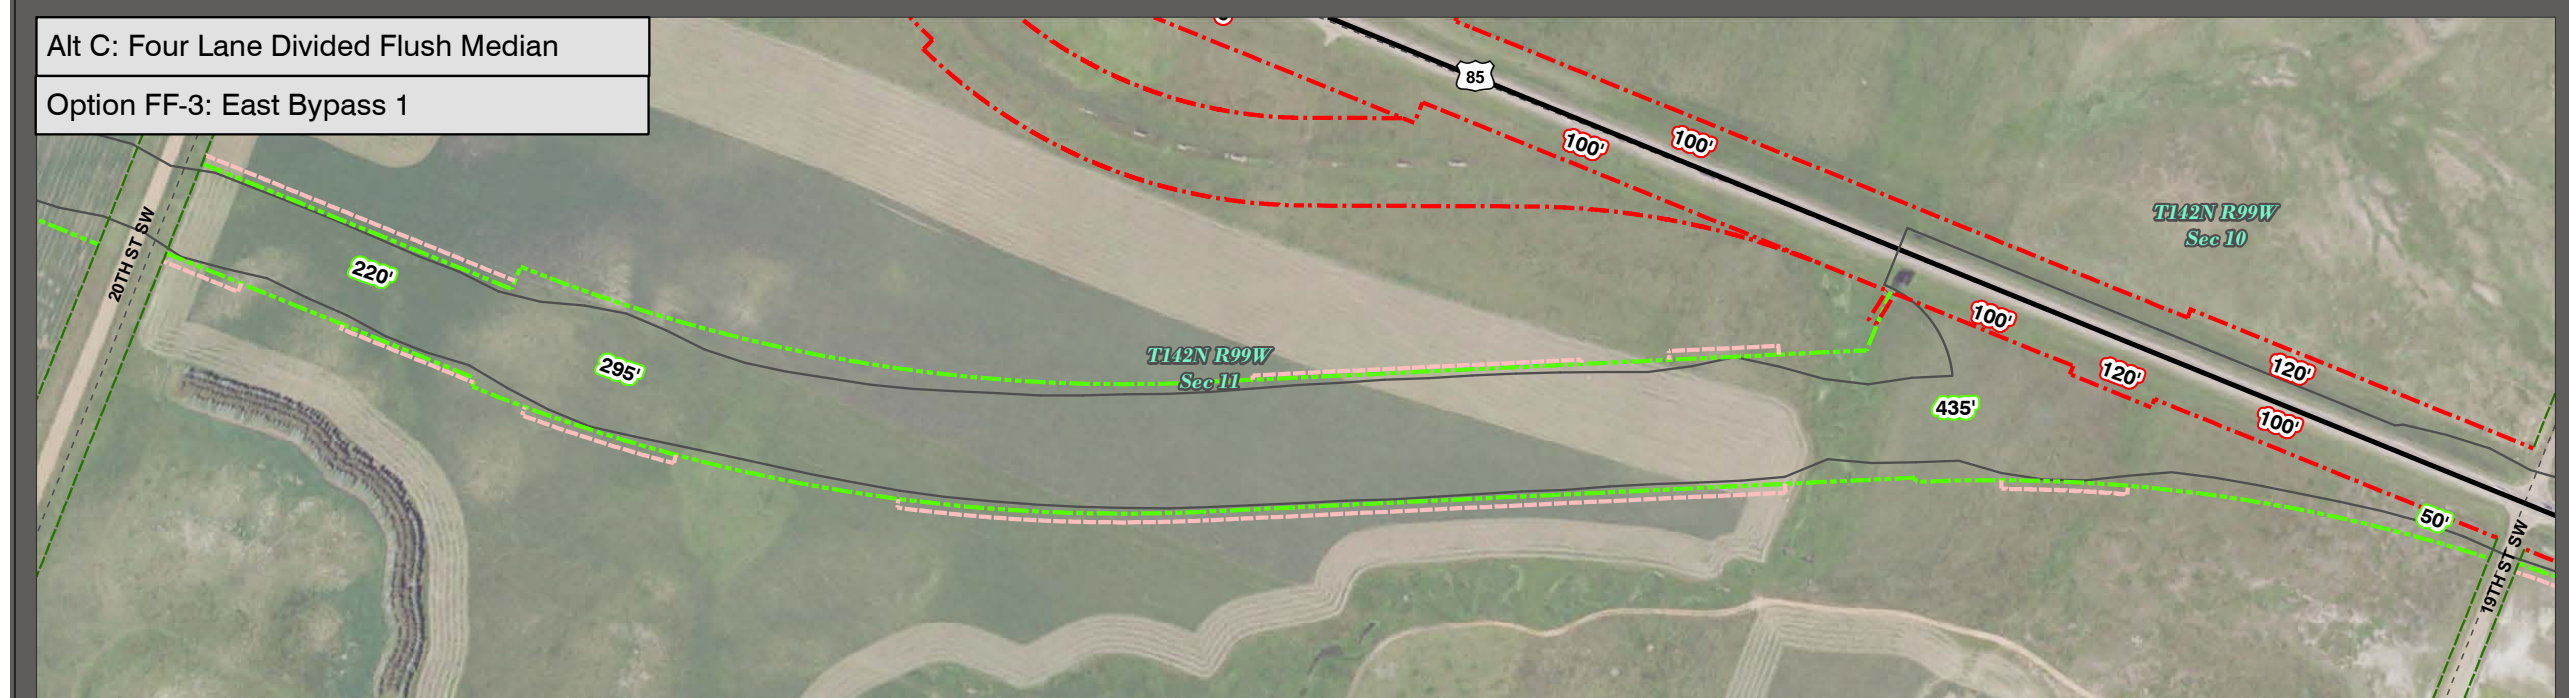 Alt C: Four Lane Divided Flush Median
Option FF-3: East Bypass 1
85
100'
100'
T142N R99W
Sec 10
20TH ST SW
220'
295'
T142N R99W
Sec 11
100'
120'
120'
435'
100'
50'
19TH ST SW